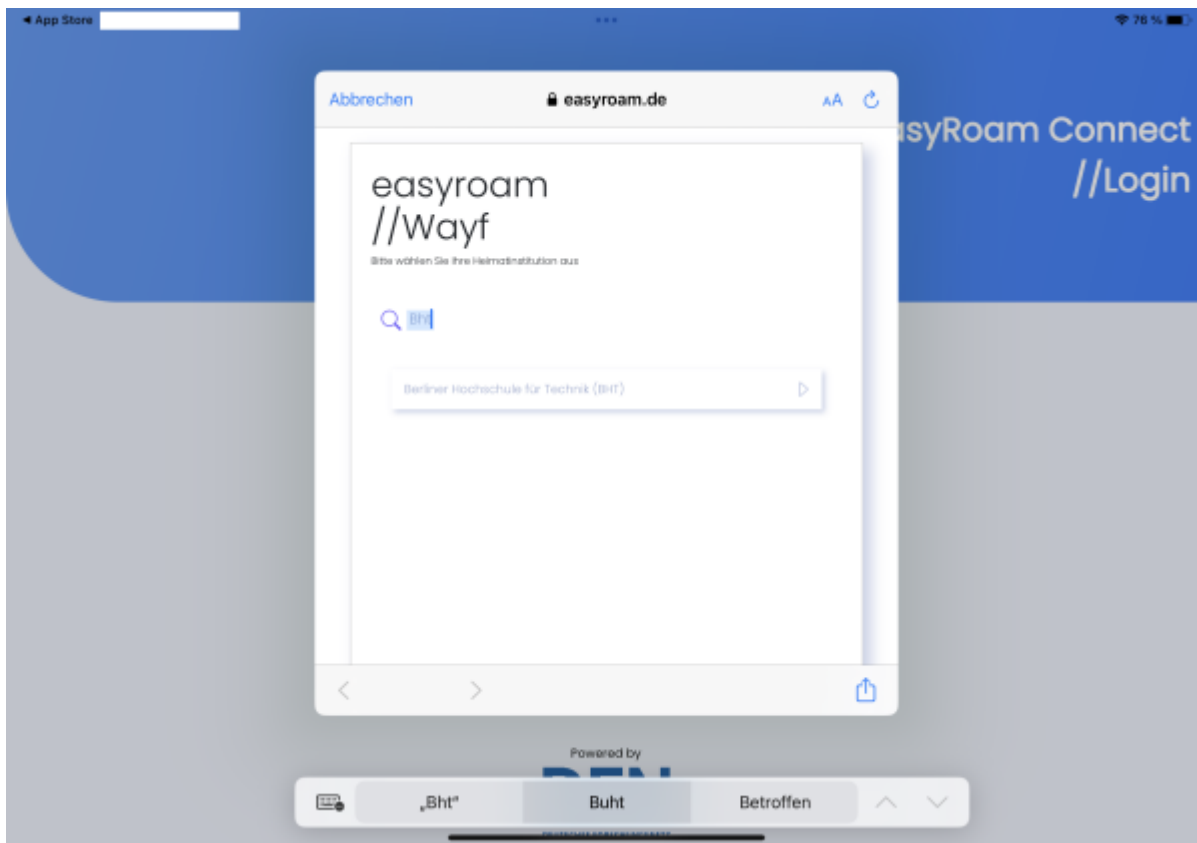 ◀ App Store
76 %
Abbrechen
easyroam.de
AA
asyRoam Connect
//Login
easyroam
//Wayf
Bitte wählen Sie Ihre Heimatinstitution aus
Bht
Berliner Hochschule für Technik (BHT)
Powered by
DFN
„Bht“
Buht
Betroffen